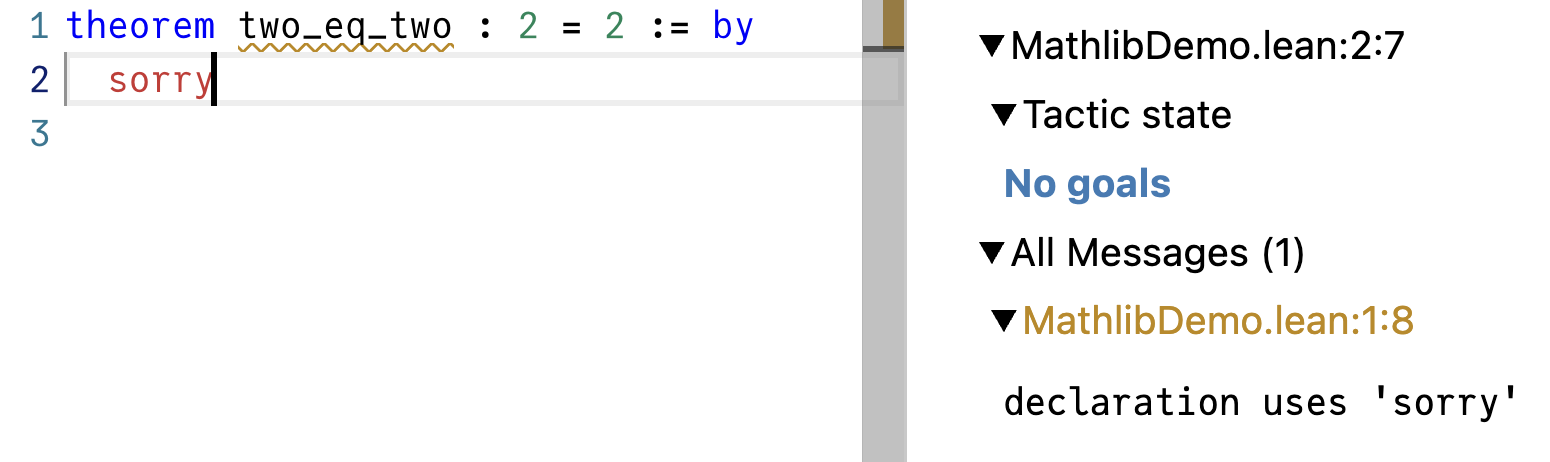 1 theorem two_eq_two : 2 = 2 := by
2   sorry
3
▼MathlibDemo.lean:2:7
▼Tactic state
No goals
▼All Messages (1)
▼MathlibDemo.lean:1:8
declaration uses 'sorry'